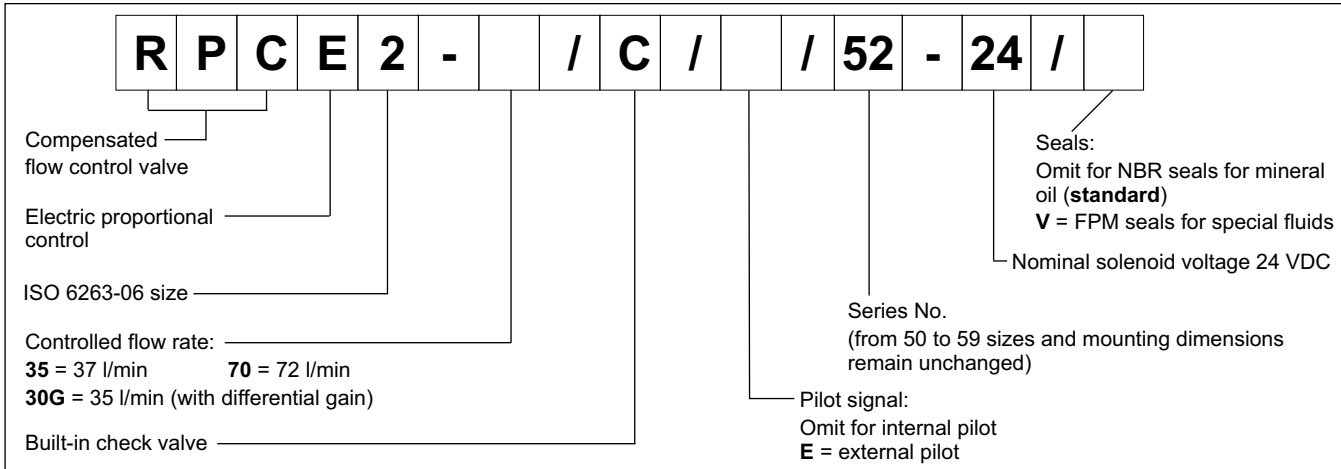 R P C E 2 - / C / / 52 - 24 /
Compensated
flow control valve
Electric proportional
control
ISO 6263-06 size
Controlled flow rate:
35 = 37 l/min 70 = 72 l/min
30G = 35 l/min (with differential gain)
Built-in check valve
Seals:
Omit for NBR seals for mineral
oil (standard)
V = FPM seals for special fluids
Nominal solenoid voltage 24 VDC
Series No.
(from 50 to 59 sizes and mounting dimensions
remain unchanged)
Pilot signal:
Omit for internal pilot
E = external pilot